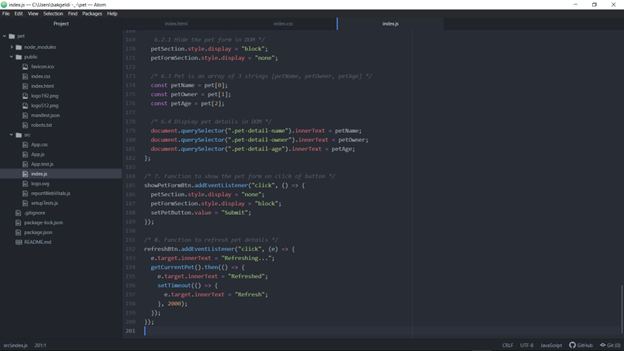 index.js — C:\Users\bakge\dl-_-\pet — Atom
File Edit View Selection Find Packages Help
Project
index.html
index.css
index.js
pet
node_modules
public
favicon.ico
index.css
index.html
logo192.png
logo512.png
manifest.json
robots.txt
src
App.css
App.js
App.test.js
index.js
logo.svg
reportWebVitals.js
setupTests.js
.gitignore
package-lock.json
package.json
README.md
169 6.2.1 Hide the pet form in DOM */
170 petSection.style.display = "block";
171 petFormSection.style.display = "none";
172
173 /* 6.3 Pet is an array of 3 strings [petName, petOwner, petAge] */
174 const petName = pet[0];
175 const petOwner = pet[1];
176 const petAge = pet[2];
177
178 /* 6.4 Display pet details in DOM */
179 document.querySelector(".pet-detail-name").innerText = petName;
180 document.querySelector(".pet-detail-owner").innerText = petOwner;
181 document.querySelector(".pet-detail-age").innerText = petAge;
182 };
183
184 /* 7. Function to show the pet form on click of button */
185 showPetFormBtn.addEventListener("click", () => {
186 petSection.style.display = "none";
187 petFormSection.style.display = "block";
188 setPetButton.value = "Submit";
189 });
190
191 /* 8. Function to refresh pet details */
192 refreshBtn.addEventListener("click", (e) => {
193 e.target.innerText = "Refreshing...";
194 getCurrentPet().then(() => {
195 e.target.innerText = "Refreshed";
196 setTimeout(() => {
197 e.target.innerText = "Refresh";
198 }, 2000);
199 });
200 });
201
src\index.js 201:1
CRLF UTF-8 JavaScript GitHub Git (0)